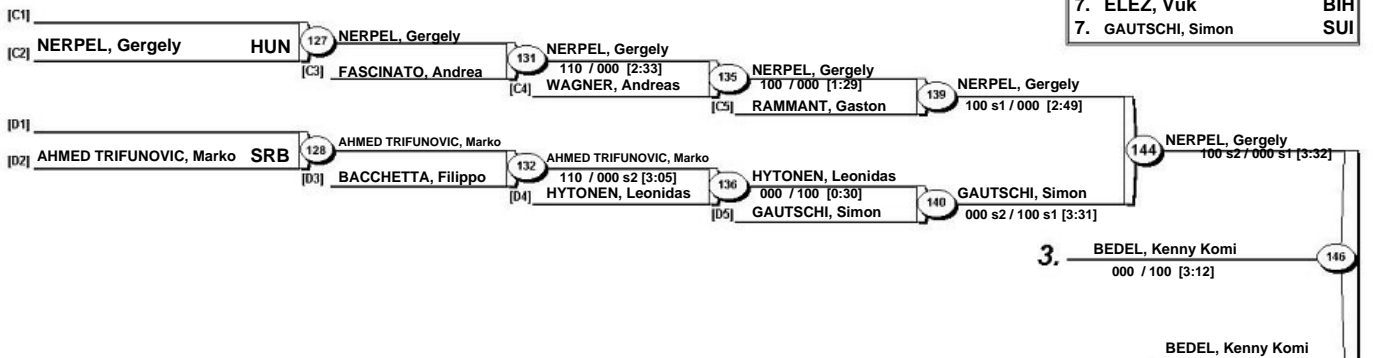 7. ELEZ, Vuk BIH
7. GAUTSCHI, Simon SUI
[C1]
[C2] NERPEL, Gergely HUN
127
NERPEL, Gergely
[C3] FASCINATO, Andrea
131
NERPEL, Gergely
110 / 000 [2:33]
[C4] WAGNER, Andreas
135
NERPEL, Gergely
100 / 000 [1:29]
[C5] RAMMANT, Gaston
139
NERPEL, Gergely
100 s1 / 000 [2:49]
[D1]
[D2] AHMED TRIFUNOVIC, Marko SRB
128
AHMED TRIFUNOVIC, Marko
[D3] BACCHETTA, Filippo
132
AHMED TRIFUNOVIC, Marko
110 / 000 s2 [3:05]
[D4] HYTONEN, Leonidas
136
HYTONEN, Leonidas
000 / 100 [0:30]
[D5] GAUTSCHI, Simon
140
GAUTSCHI, Simon
000 s2 / 100 s1 [3:31]
144
NERPEL, Gergely
100 s2 / 000 s1 [3:32]
3. BEDEL, Kenny Komi
000 / 100 [3:12]
146
BEDEL, Kenny Komi